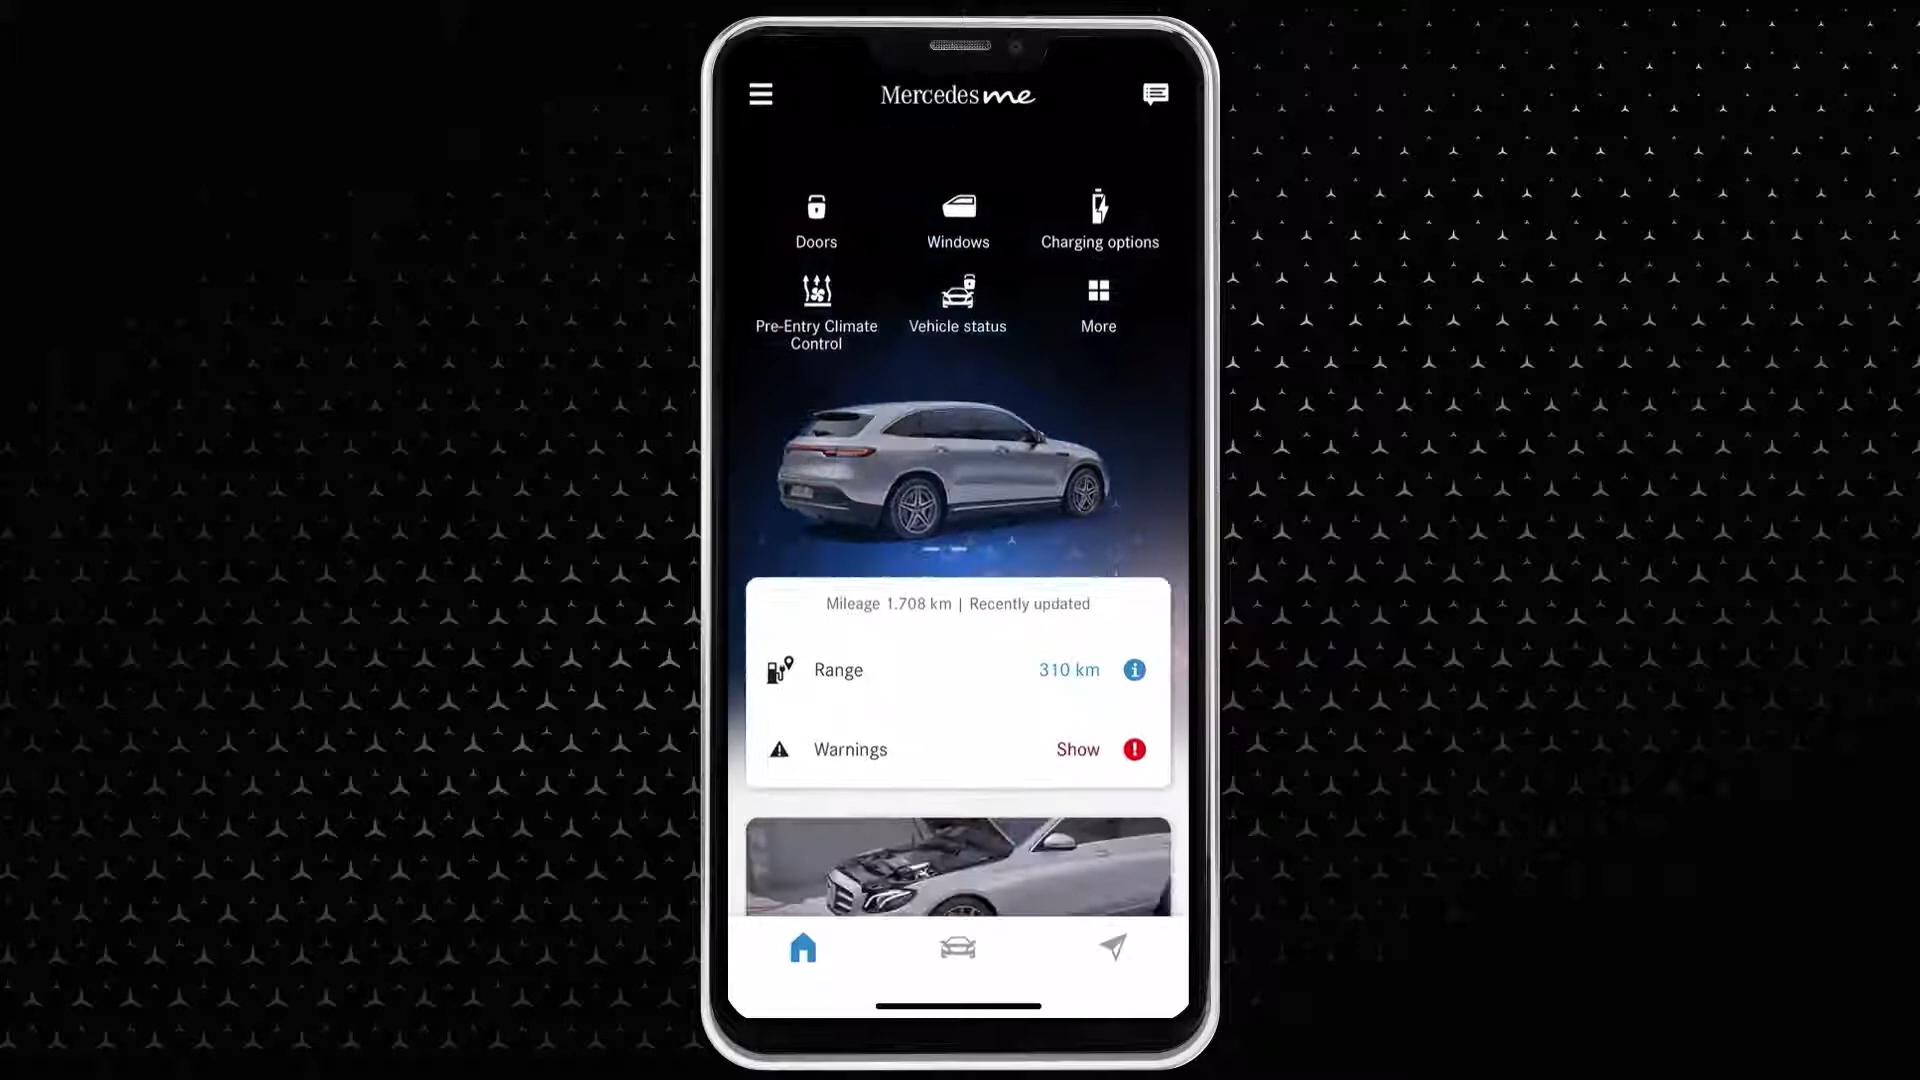 Mercedes me
Doors
Windows
Charging options
Pre-Entry Climate
Control
Vehicle status
More
Mileage 1.708 km | Recently updated
Range
310 km
Warnings
Show